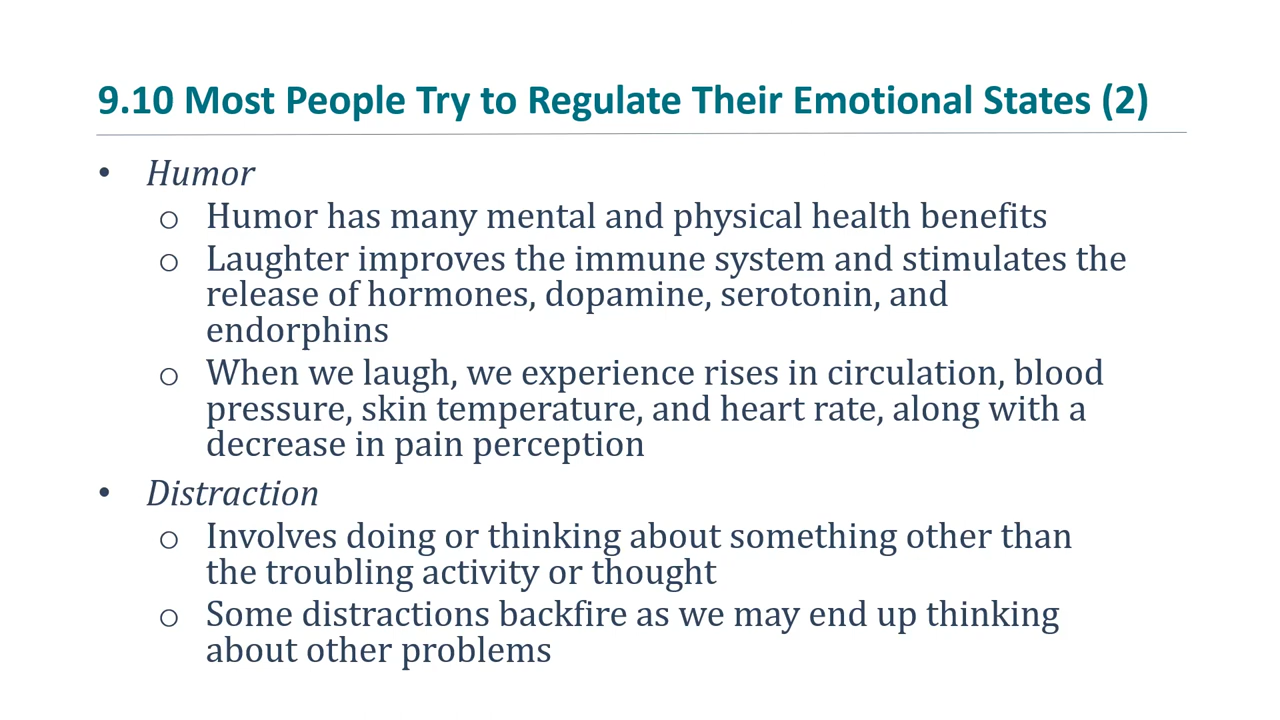 9.10 Most People Try to Regulate Their Emotional States (2)
• Humor
o Humor has many mental and physical health benefits
o Laughter improves the immune system and stimulates the
release of hormones, dopamine, serotonin, and
endorphins
o When we laugh, we experience rises in circulation, blood
pressure, skin temperature, and heart rate, along with a
decrease in pain perception
• Distraction
o Involves doing or thinking about something other than
the troubling activity or thought
o Some distractions backfire as we may end up thinking
about other problems